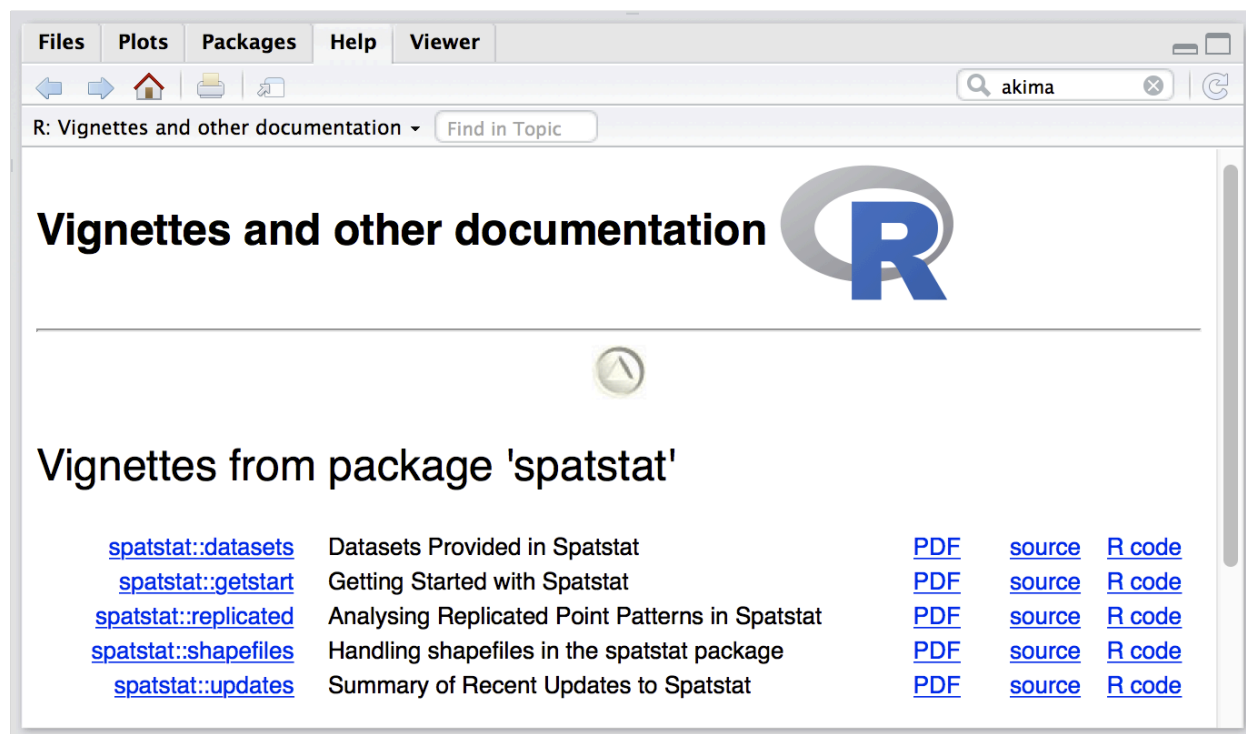 Files Plots Packages Help Viewer
akima
R: Vignettes and other documentation Find in Topic
Vignettes and other documentation R
Vignettes from package 'spatstat'
spatstat::datasets Datasets Provided in Spatstat PDF source R code
spatstat::getstart Getting Started with Spatstat PDF source R code
spatstat::replicated Analysing Replicated Point Patterns in Spatstat PDF source R code
spatstat::shapefiles Handling shapefiles in the spatstat package PDF source R code
spatstat::updates Summary of Recent Updates to Spatstat PDF source R code